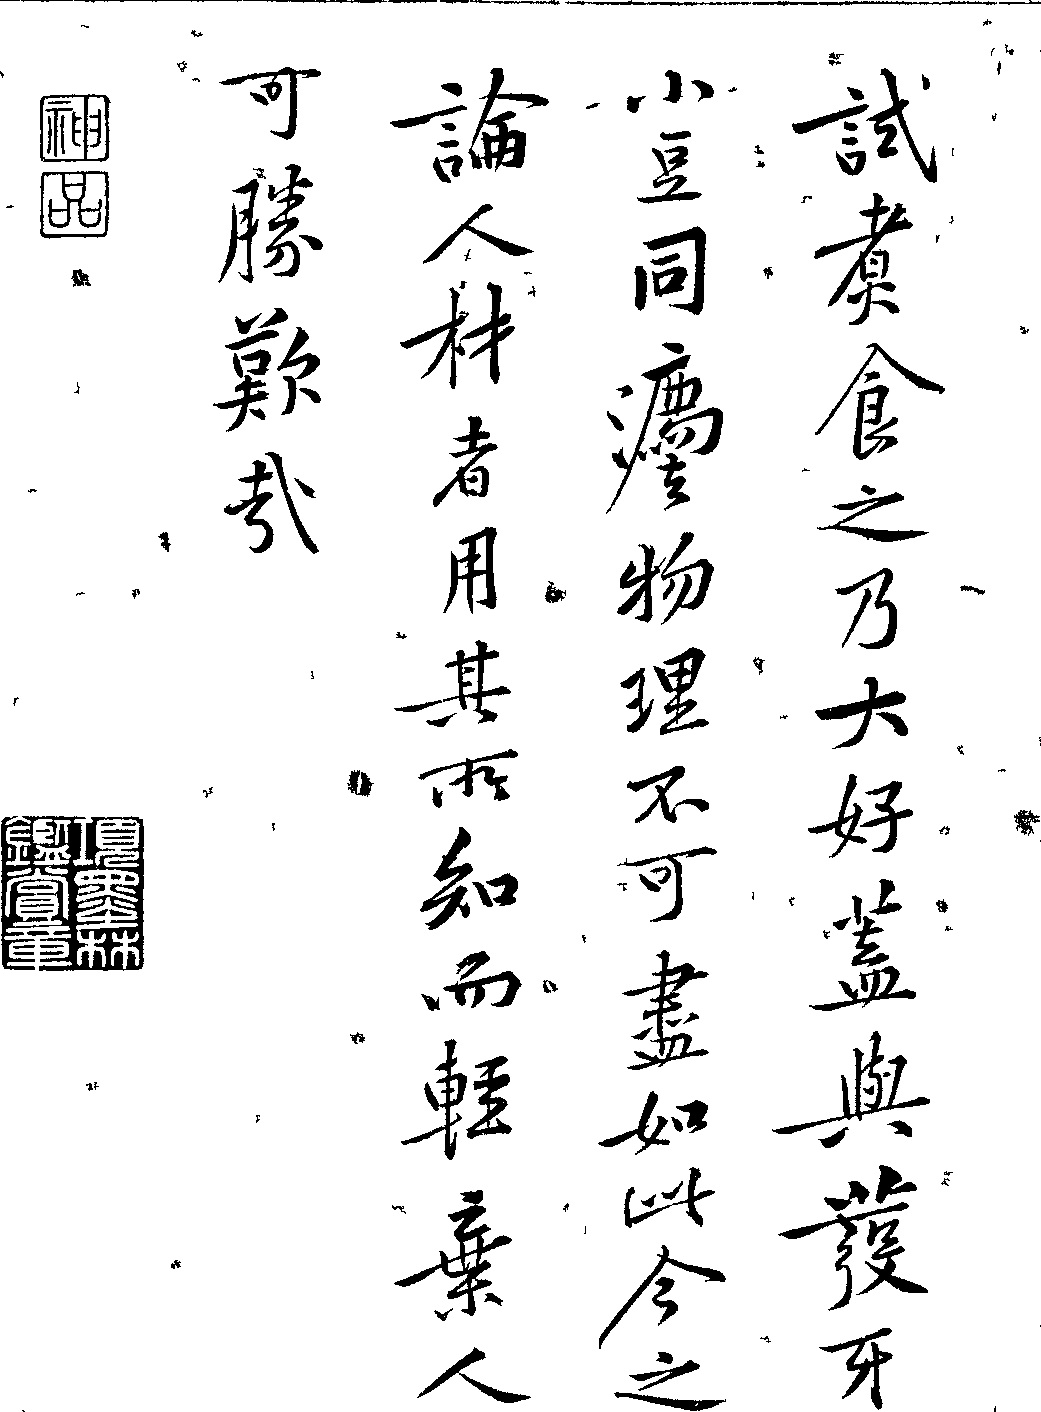 試煮食之乃大好蓋與發牙
小豆同灋物理不可盡如此今之
論人材者用其所知而輕棄人
可勝歎哉
神品
項墨林
鑑賞章